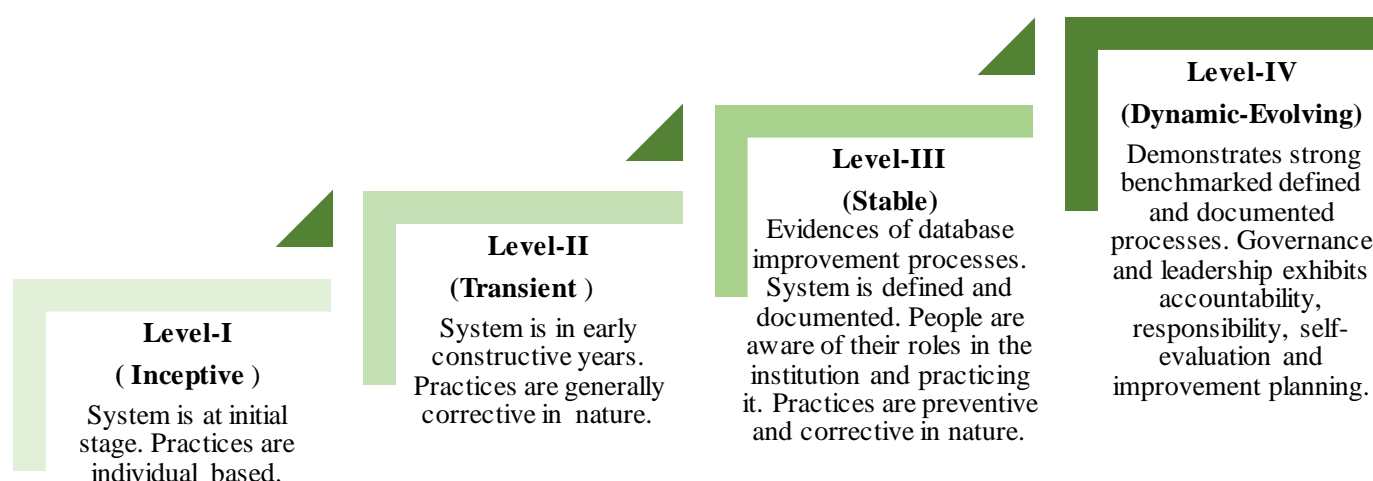 Level-I
( Inceptive )
System is at initial
stage. Practices are
individual based.
Level-II
(Transient )
System is in early
constructive years.
Practices are generally
corrective in nature.
Level-III
(Stable)
Evidences of database
improvement processes.
System is defined and
documented. People are
aware of their roles in the
institution and practicing
it. Practices are preventive
and corrective in nature.
Level-IV
(Dynamic-Evolving)
Demonstrates strong
benchmarked defined
and documented
processes. Governance
and leadership exhibits
accountability,
responsibility, self-
evaluation and
improvement planning.